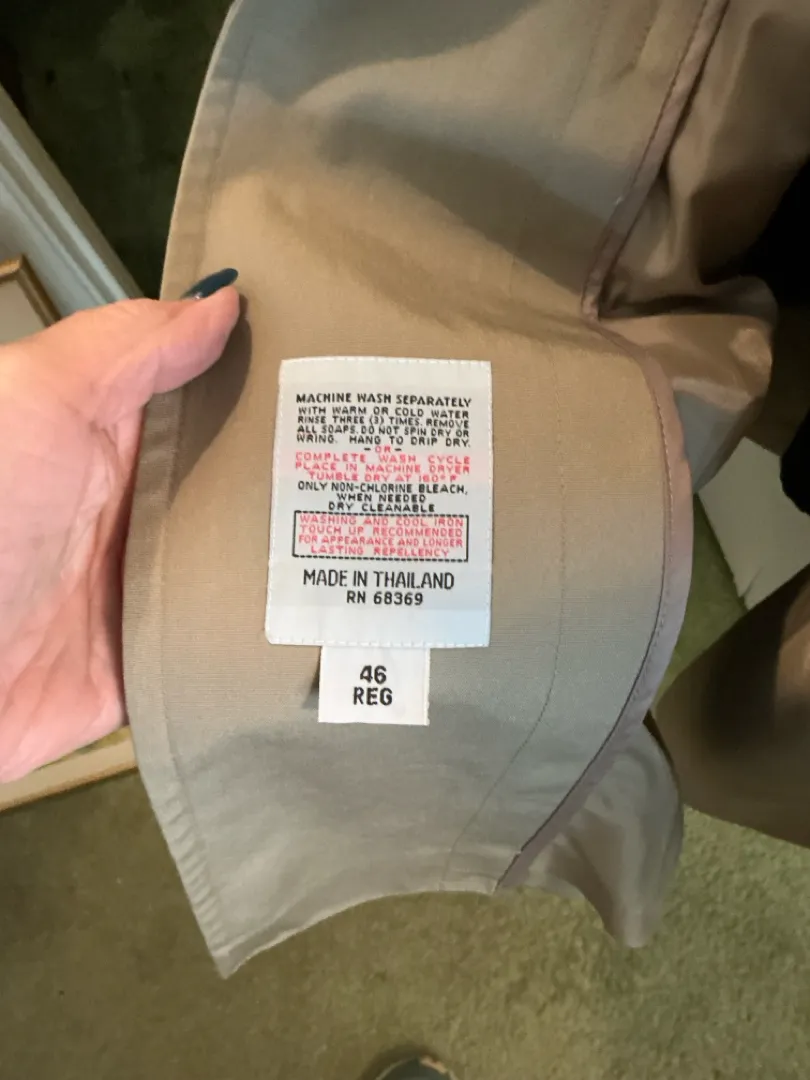 MACHINE WASH SEPARATELY
WITH WARM OR COLD WATER
RINSE THREE (3) TIMES. REMOVE
ALL SOAPS. DO NOT SPIN DRY OR
WRING. HANG TO DRIP DRY.
-OR-
COMPLETE WASH CYCLE
PLACE IN MACHINE DRYER
TUMBLE DRY AT 160° F
ONLY NON-CHLORINE BLEACH,
WHEN NEEDED
DRY CLEANABLE
WASHING AND COOL IRON
TOUCH UP RECOMMENDED
FOR APPEARANCE AND LONGER
LASTING REPELLENCY
MADE IN THAILAND
RN 68369
46
REG